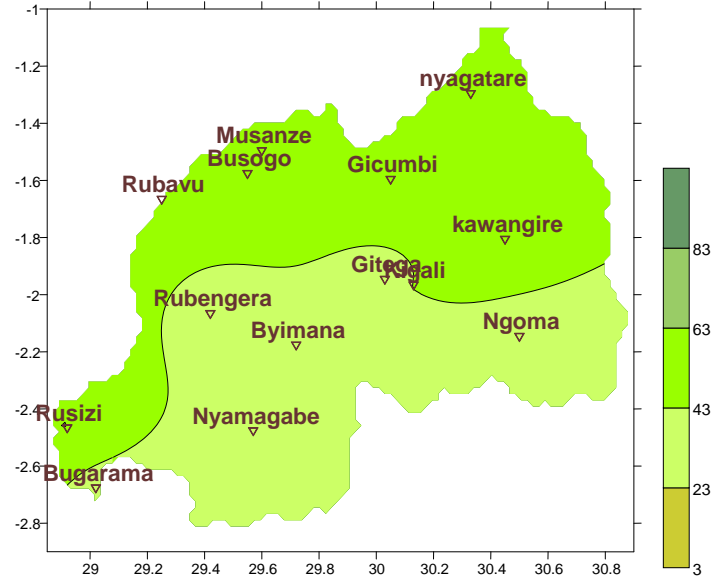 -1
-1.2
nyagatare
Musanze
Busogo
Gicumbi
-1.6
Rubavu
-1.4
kawangire
-1.8
83
Gitega
Kigali
-2
Rubengera
63
Byimana
Ngoma
-2.2
Rusizi
Nyamagabe
43
-2.4
Bugarama
-2.6
23
-2.8
29
29.2
29.4
29.6
29.8
30
30.2
30.4
30.6
30.8
3